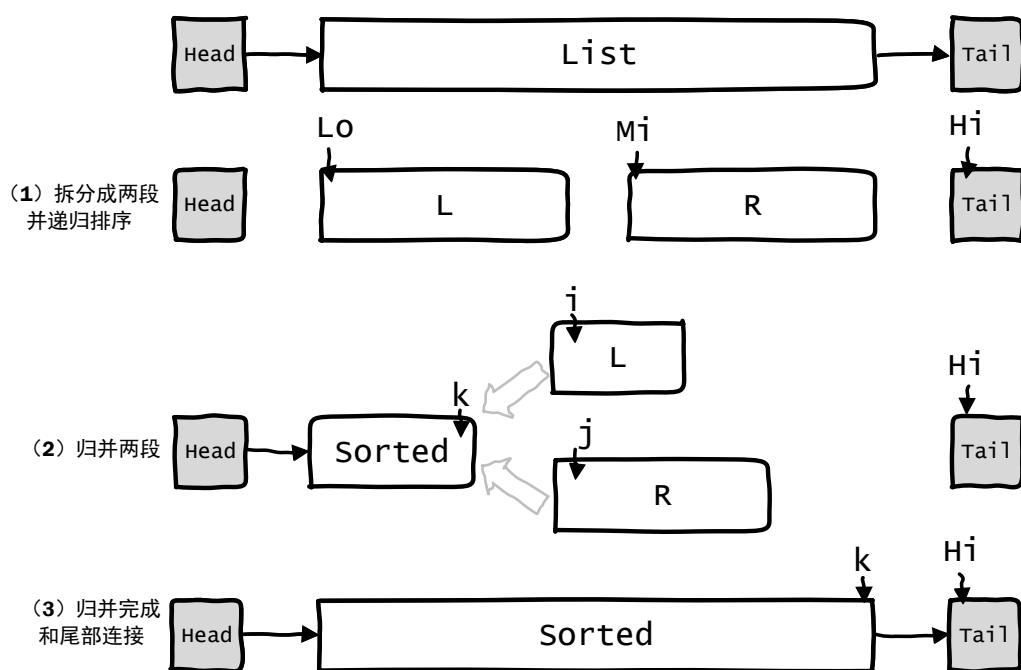 Head
List
Tail
Lo
Mi
Hi
（1）拆分成两段
并递归排序
Head
L
R
Tail
i
L
Hi
k
（2）归并两段
Head
Sorted
j
Tail
R
k
Hi
（3）归并完成
和尾部连接
Head
Sorted
Tail